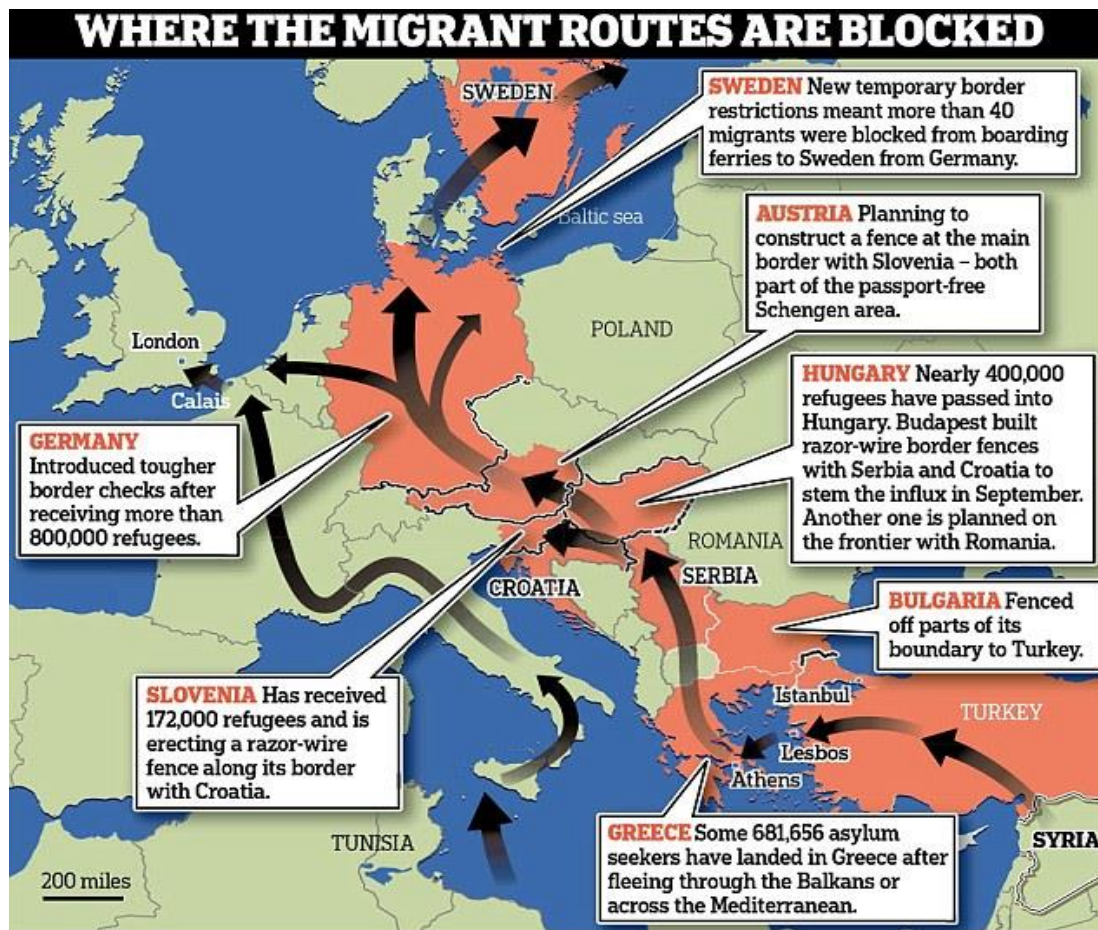 WHERE THE MIGRANT ROUTES ARE BLOCKED
SWEDEN
SWEDEN New temporary border
restrictions meant more than 40
migrants were blocked from boarding
ferries to Sweden from Germany.
Baltic sea
AUSTRIA Planning to
construct a fence at the main
border with Slovenia – both
part of the passport-free
Schengen area.
POLAND
London
Calais
HUNGARY Nearly 400,000
refugees have passed into
Hungary. Budapest built
razor-wire border fences
with Serbia and Croatia to
stem the influx in September.
Another one is planned on
the frontier with Romania.
GERMANY
Introduced tougher
border checks after
receiving more than
800,000 refugees.
ROMANIA
SERBIA
CROATIA
BULGARIA Fenced
off parts of its
boundary to Turkey.
SLOVENIA Has received
172,000 refugees and is
erecting a razor-wire
fence along its border
with Croatia.
Istanbul
TURKEY
Lesbos
Athens
GREECE Some 681,656 asylum
seekers have landed in Greece after
fleeing through the Balkans or
across the Mediterranean.
SYRIA
TUNISIA
200 miles